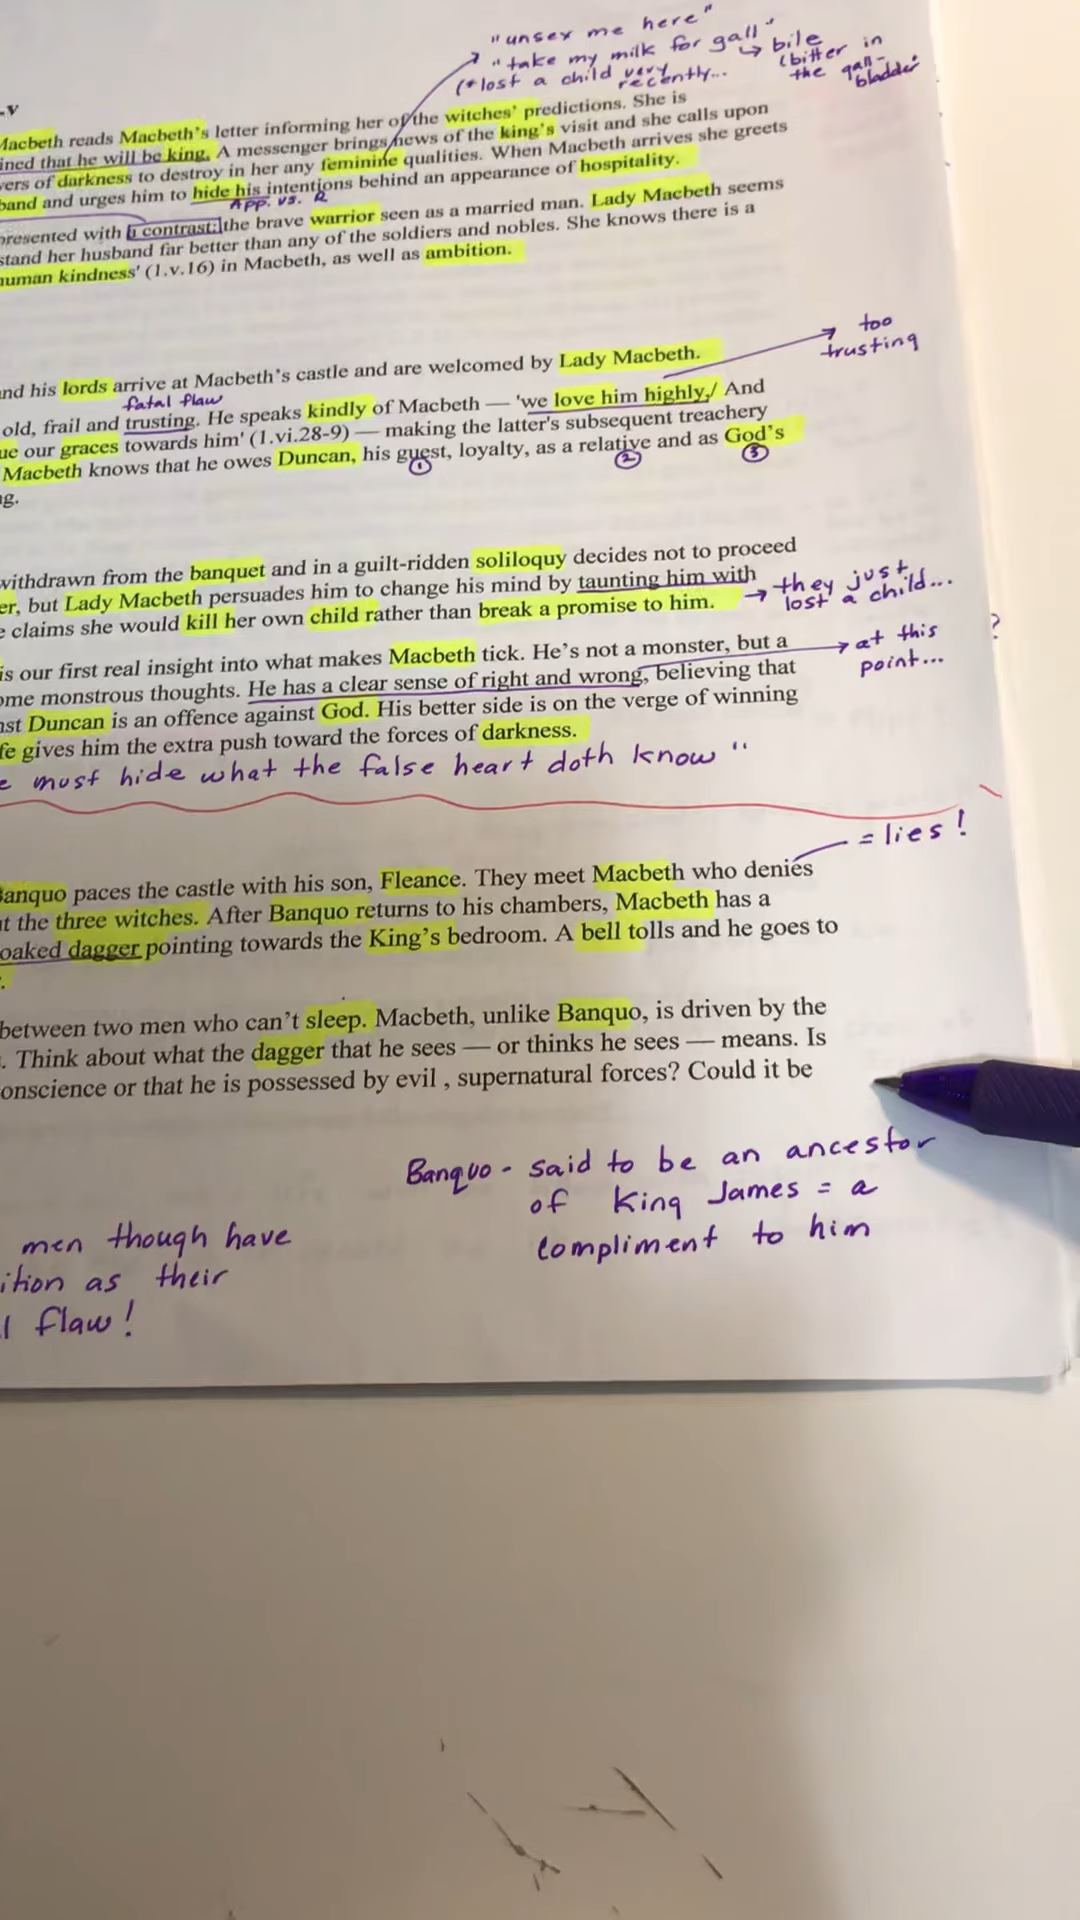 "unsex me here"
"take my milk for gall"
↳ bile
(bitter in
the gall-
bladder
(* lost a child very
recently...
.v
Macbeth reads Macbeth's letter informing her of the witches' predictions. She is
ined that he will be king. A messenger brings news of the king's visit and she calls upon
vers of darkness to destroy in her any feminine qualities. When Macbeth arrives she greets
band and urges him to hide his intentions behind an appearance of hospitality.
App. vs. R
presented with a contrast: the brave warrior seen as a married man. Lady Macbeth seems
stand her husband far better than any of the soldiers and nobles. She knows there is a
human kindness' (1.v.16) in Macbeth, as well as ambition.
too
trusting
nd his lords arrive at Macbeth's castle and are welcomed by Lady Macbeth.
fatal flaw
old, frail and trusting. He speaks kindly of Macbeth — 'we love him highly,/ And
ue our graces towards him' (1.vi.28-9) — making the latter's subsequent treachery
Macbeth knows that he owes Duncan, his guest, loyalty, as a relative and as God's
1 2 3
ng.
withdrawn from the banquet and in a guilt-ridden soliloquy decides not to proceed
er, but Lady Macbeth persuades him to change his mind by taunting him with
→ they just
lost a child...
e claims she would kill her own child rather than break a promise to him.
is our first real insight into what makes Macbeth tick. He's not a monster, but a
→ at this
point...
?
ome monstrous thoughts. He has a clear sense of right and wrong, believing that
nst Duncan is an offence against God. His better side is on the verge of winning
fe gives him the extra push toward the forces of darkness.
e must hide what the false heart doth know"
= lies!
Banquo paces the castle with his son, Fleance. They meet Macbeth who denies
ut the three witches. After Banquo returns to his chambers, Macbeth has a
oaked dagger pointing towards the King's bedroom. A bell tolls and he goes to
.
between two men who can't sleep. Macbeth, unlike Banquo, is driven by the
. Think about what the dagger that he sees — or thinks he sees — means. Is
onscience or that he is possessed by evil , supernatural forces? Could it be
Banquo - said to be an ancestor
of King James = a
compliment to him
men though have
ition as their
l flaw!